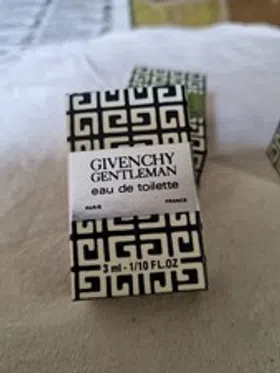 GIVENCHY
GENTLEMAN
eau de toilette
PARIS FRANCE
3 ml - 1/10 FL.OZ